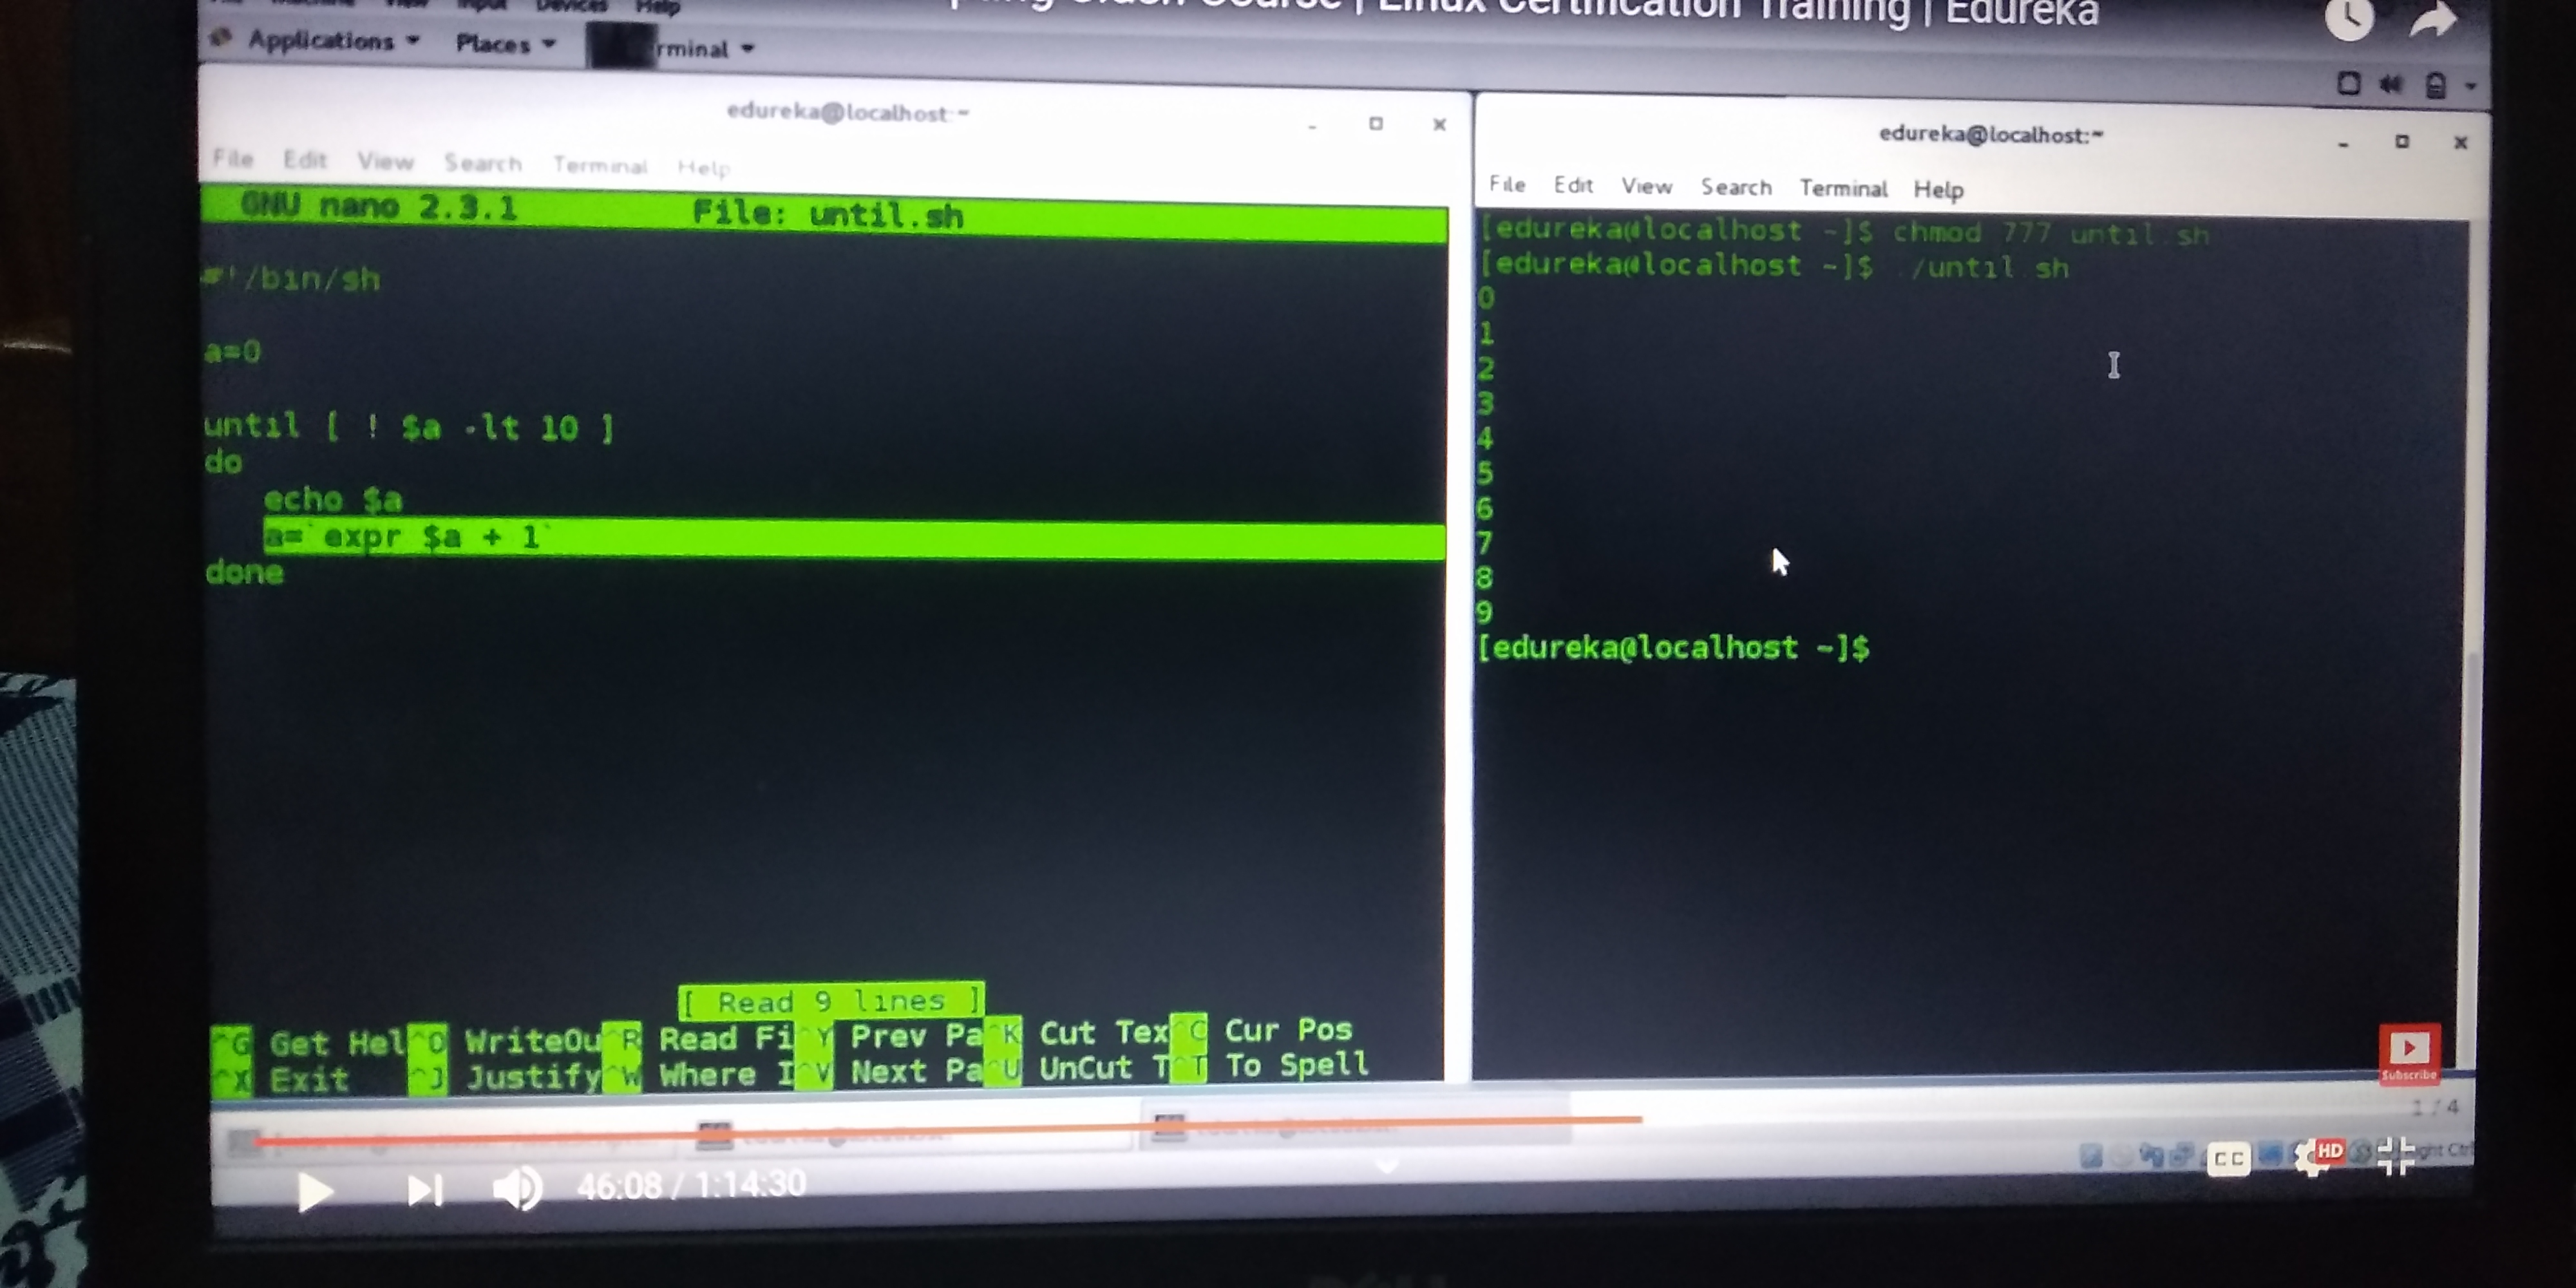 Crash Course | Linux Certification Training | Edureka
Applications Places
edureka@localhost:~
File Edit View Search Terminal Help
GNU nano 2.3.1 File: until.sh
#!/bin/sh
a=0
until [ ! $a -lt 10 ]
do
echo $a
a=`expr $a + 1`
done
[ Read 9 lines ]
^G Get Hel ^O WriteOu ^R Read Fi ^Y Prev Pa ^K Cut Tex ^C Cur Pos
^X Exit ^J Justify ^W Where I ^V Next Pa ^U UnCut T ^T To Spell
edureka@localhost:~
File Edit View Search Terminal Help
[edureka@localhost ~]$ chmod 777 until.sh
[edureka@localhost ~]$ ./until.sh
0
1
2
3
4
5
6
7
8
9
[edureka@localhost ~]$
Subscribe
1 / 4
46:08 / 1:14:30
CC HD